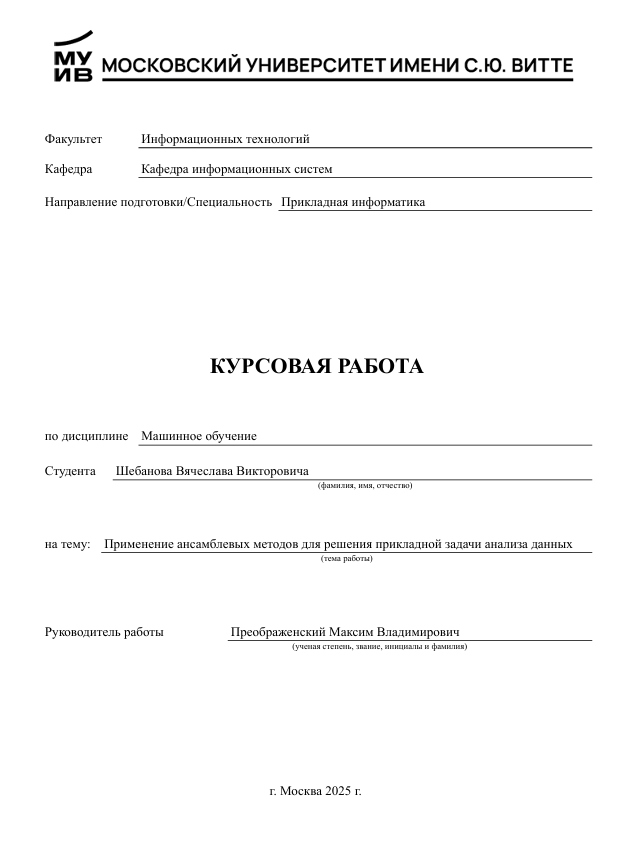 МУ
ИВ
МОСКОВСКИЙ УНИВЕРСИТЕТ ИМЕНИ С.Ю. ВИТТЕ
Факультет Информационных технологий
Кафедра Кафедра информационных систем
Направление подготовки/Специальность Прикладная информатика
КУРСОВАЯ РАБОТА
по дисциплине Машинное обучение
Студента Шебанова Вячеслава Викторовича
(фамилия, имя, отчество)
на тему: Применение ансамблевых методов для решения прикладной задачи анализа данных
(тема работы)
Руководитель работы Преображенский Максим Владимирович
(ученая степень, звание, инициалы и фамилия)
г. Москва 2025 г.